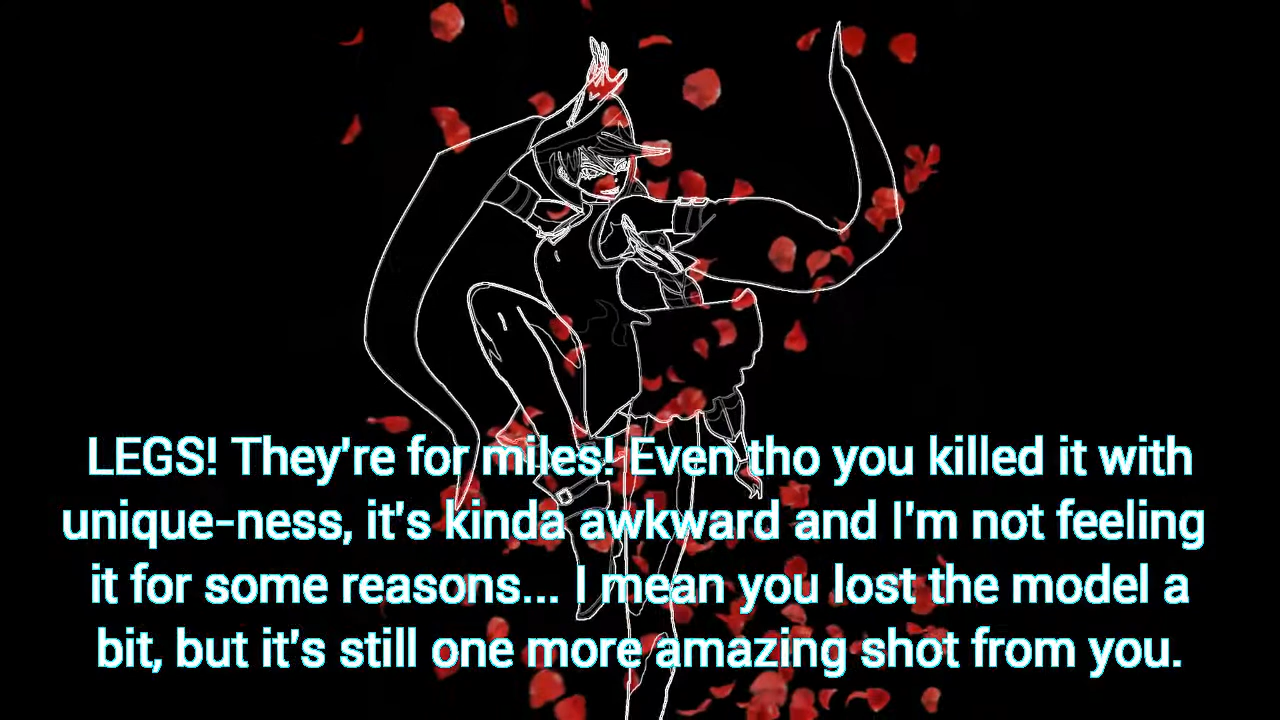 LEGS! They're for miles! Even tho you killed it with
unique-ness, it's kinda awkward and I'm not feeling
it for some reasons... I mean you lost the model a
bit, but it's still one more amazing shot from you.